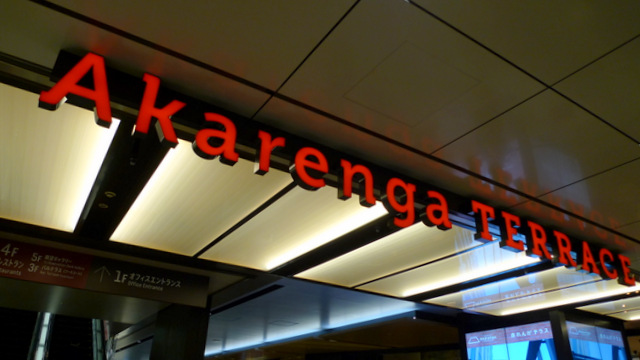 Akarenga TERRACE
4F
5F
3F
1F オフィスエントランス
Office Entrance
赤れんが テラス